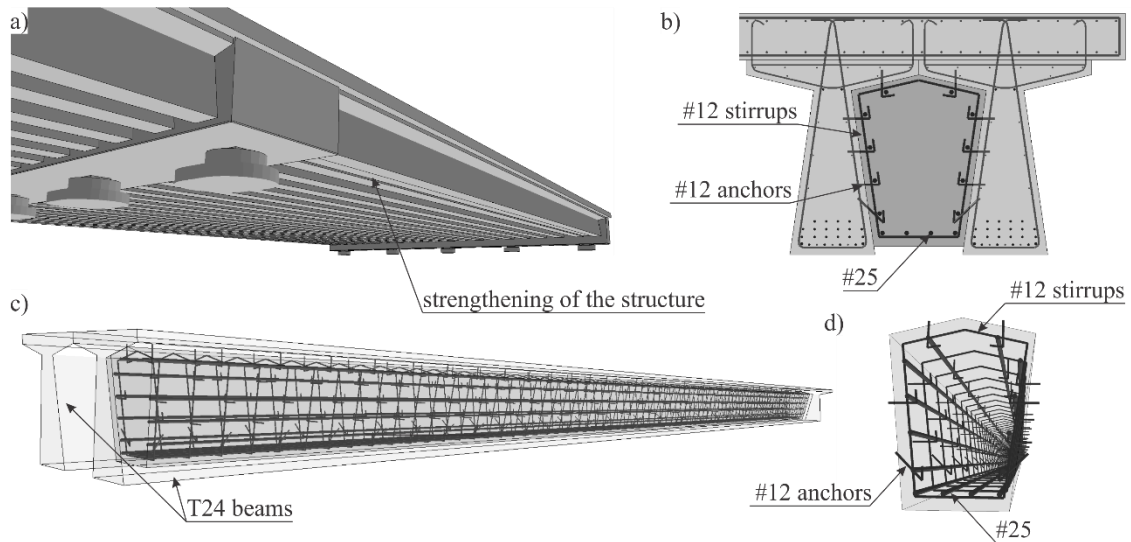 a)
b)
#12 stirrups
#12 anchors
#25
strengthening of the structure
c)
d)
#12 stirrups
T24 beams
#12 anchors
#25